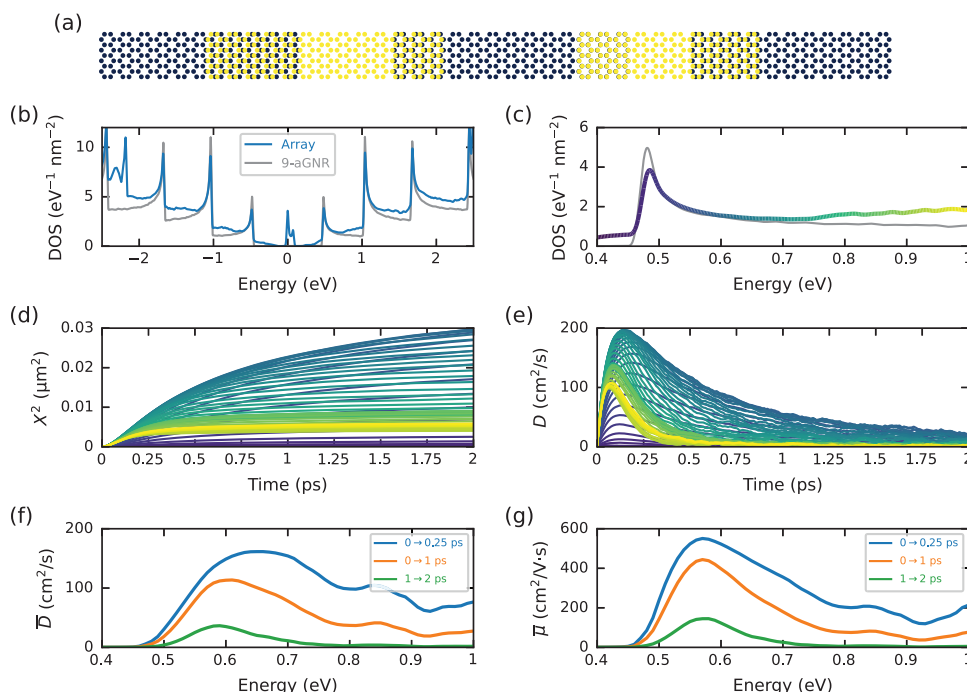 (a)
(b)
(c)
DOS (eV⁻¹ nm⁻²)
10
5
0
Array
9-aGNR
−2
−1
0
1
2
Energy (eV)
DOS (eV⁻¹ nm⁻²)
6
4
2
0
0.4
0.5
0.6
0.7
0.8
0.9
1
Energy (eV)
(d)
(e)
X² (μm²)
0.03
0.02
0.01
0
0.25
0.5
0.75
1
1.25
1.5
1.75
2
Time (ps)
D (cm²/s)
200
100
0
0
0.25
0.5
0.75
1
1.25
1.5
1.75
2
Time (ps)
(f)
(g)
D̅ (cm²/s)
200
100
0
0 → 0.25 ps
0 → 1 ps
1 → 2 ps
0.4
0.5
0.6
0.7
0.8
0.9
1
Energy (eV)
μ̅ (cm²/V·s)
600
400
200
0
0 → 0.25 ps
0 → 1 ps
1 → 2 ps
0.4
0.5
0.6
0.7
0.8
0.9
1
Energy (eV)